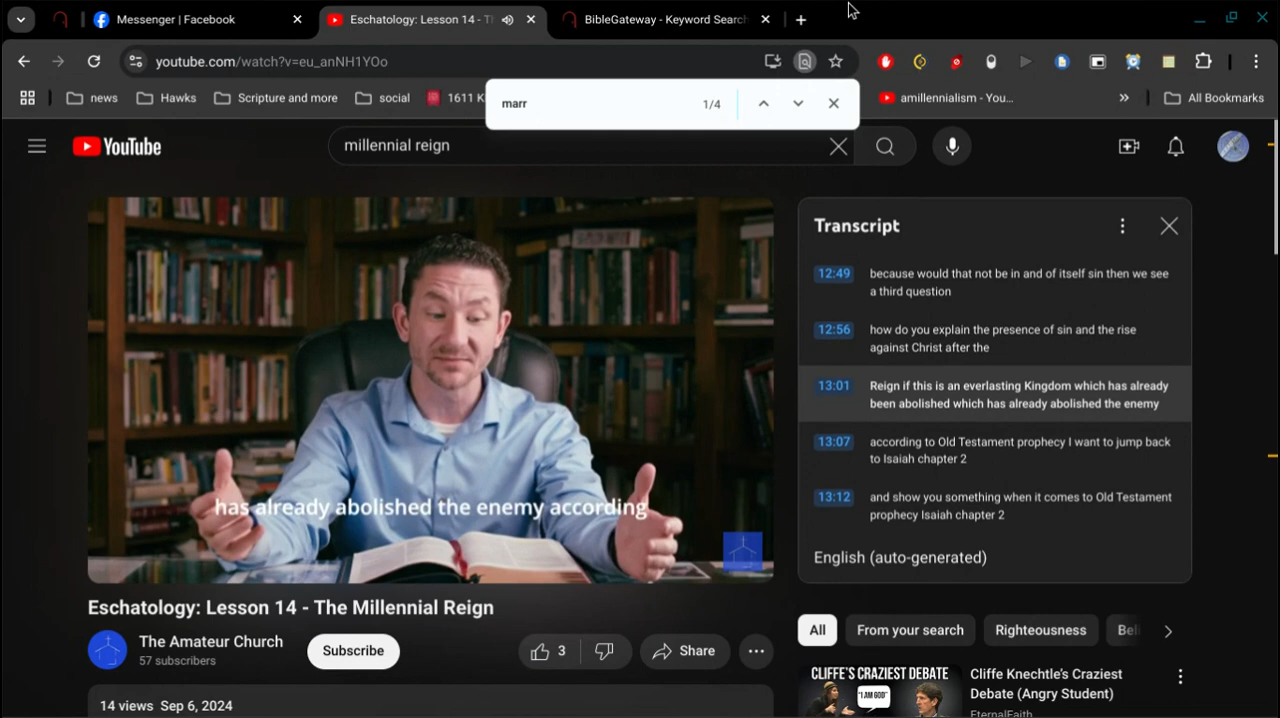 Messenger | Facebook
Eschatology: Lesson 14 - Th
BibleGateway - Keyword Search
youtube.com/watch?v=eu_anNH1YOo
news
Hawks
Scripture and more
social
1611 K
marr
1/4
amillennialism - You...
All Bookmarks
YouTube
millennial reign
Transcript
12:49
because would that not be in and of itself sin then we see
a third question
12:56
how do you explain the presence of sin and the rise
against Christ after the
13:01
Reign if this is an everlasting Kingdom which has already
been abolished which has already abolished the enemy
13:07
according to Old Testament prophecy I want to jump back
to Isaiah chapter 2
13:12
and show you something when it comes to Old Testament
prophecy Isaiah chapter 2
English (auto-generated)
has already abolished the enemy according
Eschatology: Lesson 14 - The Millennial Reign
The Amateur Church
57 subscribers
Subscribe
3
Share
14 views Sep 6, 2024
All
From your search
Righteousness
Bel
CLIFFE'S CRAZIEST DEBATE
"I AM GOD"
Cliffe Knechtle's Craziest
Debate (Angry Student)
EternalFaith